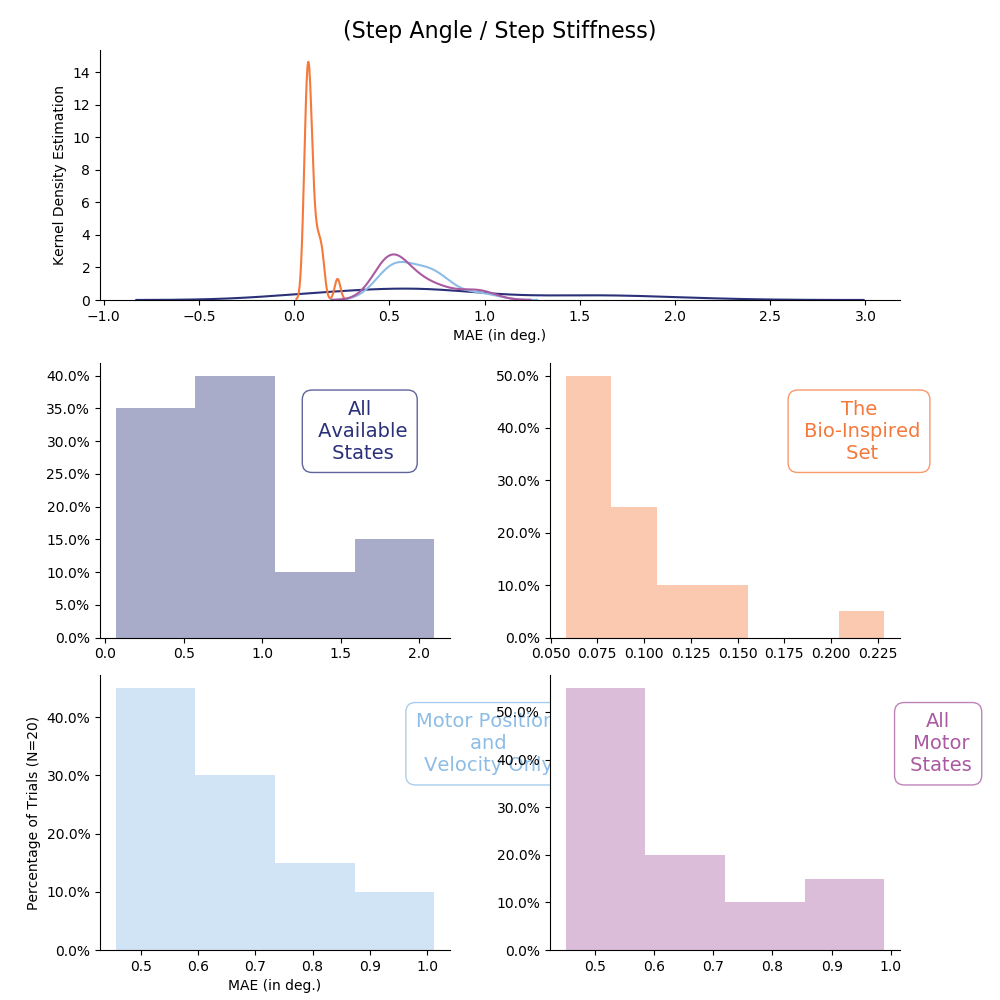 (Step Angle / Step Stiffness)
Kernel Density Estimation
14
12
10
8
6
4
2
0
−1.0 −0.5 0.0 0.5 1.0 1.5 2.0 2.5 3.0
MAE (in deg.)
40.0%
35.0%
30.0%
25.0%
20.0%
15.0%
10.0%
5.0%
0.0%
0.0 0.5 1.0 1.5 2.0
All
Available
States
50.0%
40.0%
30.0%
20.0%
10.0%
0.0%
0.050 0.075 0.100 0.125 0.150 0.175 0.200 0.225
The
Bio-Inspired
Set
Percentage of Trials (N=20)
40.0%
30.0%
20.0%
10.0%
0.0%
0.5 0.6 0.7 0.8 0.9 1.0
MAE (in deg.)
Motor Position
and
Velocity Only
50.0%
40.0%
30.0%
20.0%
10.0%
0.0%
0.5 0.6 0.7 0.8 0.9 1.0
All
Motor
States